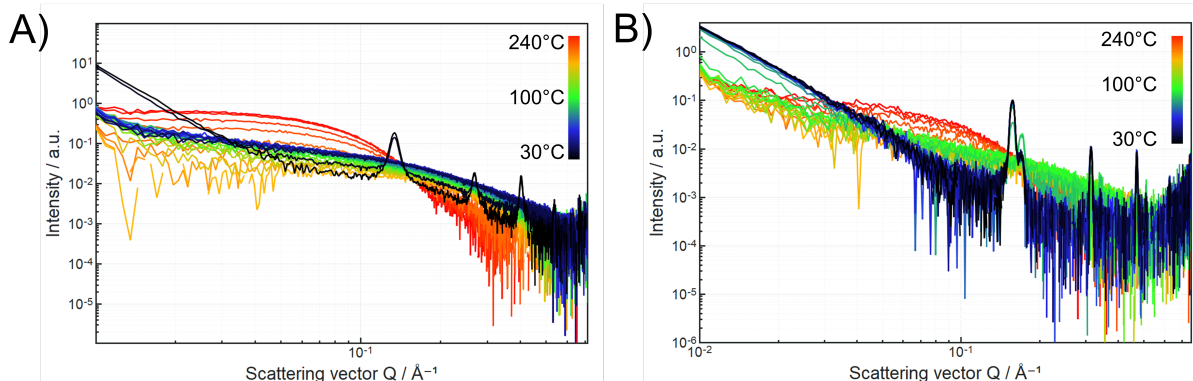 A)
Intensity / a.u.
10¹
10⁰
10⁻¹
10⁻²
10⁻³
10⁻⁴
10⁻⁵
240°C
100°C
30°C
10⁻¹
Scattering vector Q / Å⁻¹
B)
Intensity / a.u.
10⁰
10⁻¹
10⁻²
10⁻³
10⁻⁴
10⁻⁵
10⁻⁶
240°C
100°C
30°C
10⁻²
10⁻¹
Scattering vector Q / Å⁻¹